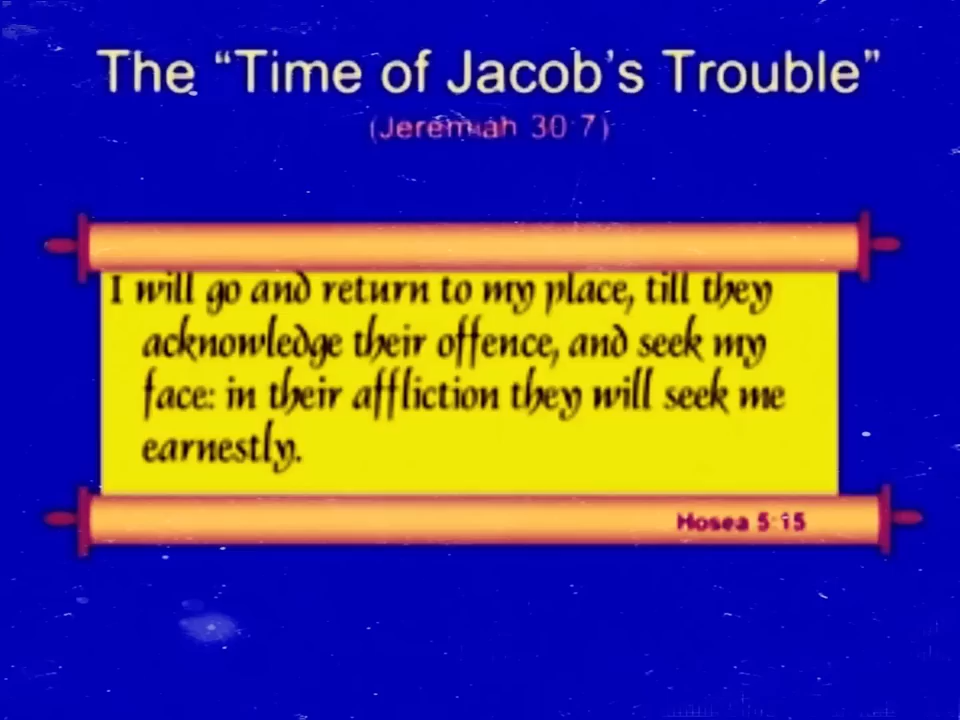 The “Time of Jacob’s Trouble”
(Jeremiah 30:7)
I will go and return to my place, till they
acknowledge their offence, and seek my
face: in their affliction they will seek me
earnestly.
Hosea 5:15